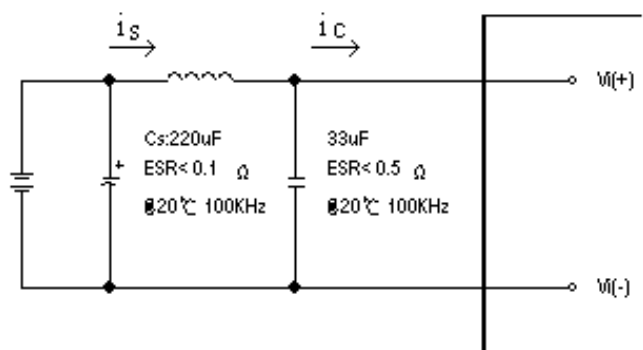 is
ic
Vi(+)
Cs:220uF
33uF
ESR< 0.1 Ω
ESR< 0.5 Ω
@20℃ 100KHz
@20℃ 100KHz
+
Vi(-)